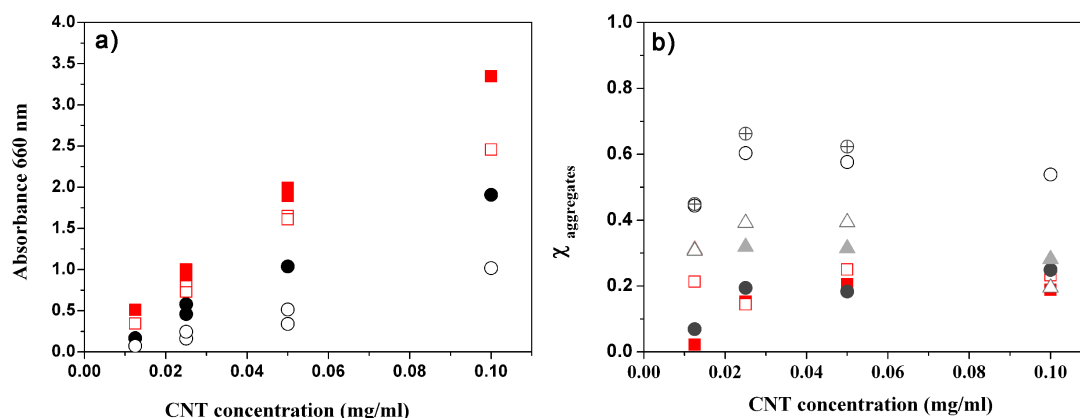 a)
4.0
3.5
3.0
2.5
2.0
1.5
1.0
0.5
0.0
0.00 0.02 0.04 0.06 0.08 0.10
Absorbance 660 nm
CNT concentration (mg/ml)
b)
1.0
0.8
0.6
0.4
0.2
0.0
0.00 0.02 0.04 0.06 0.08 0.10
χ aggregates
CNT concentration (mg/ml)